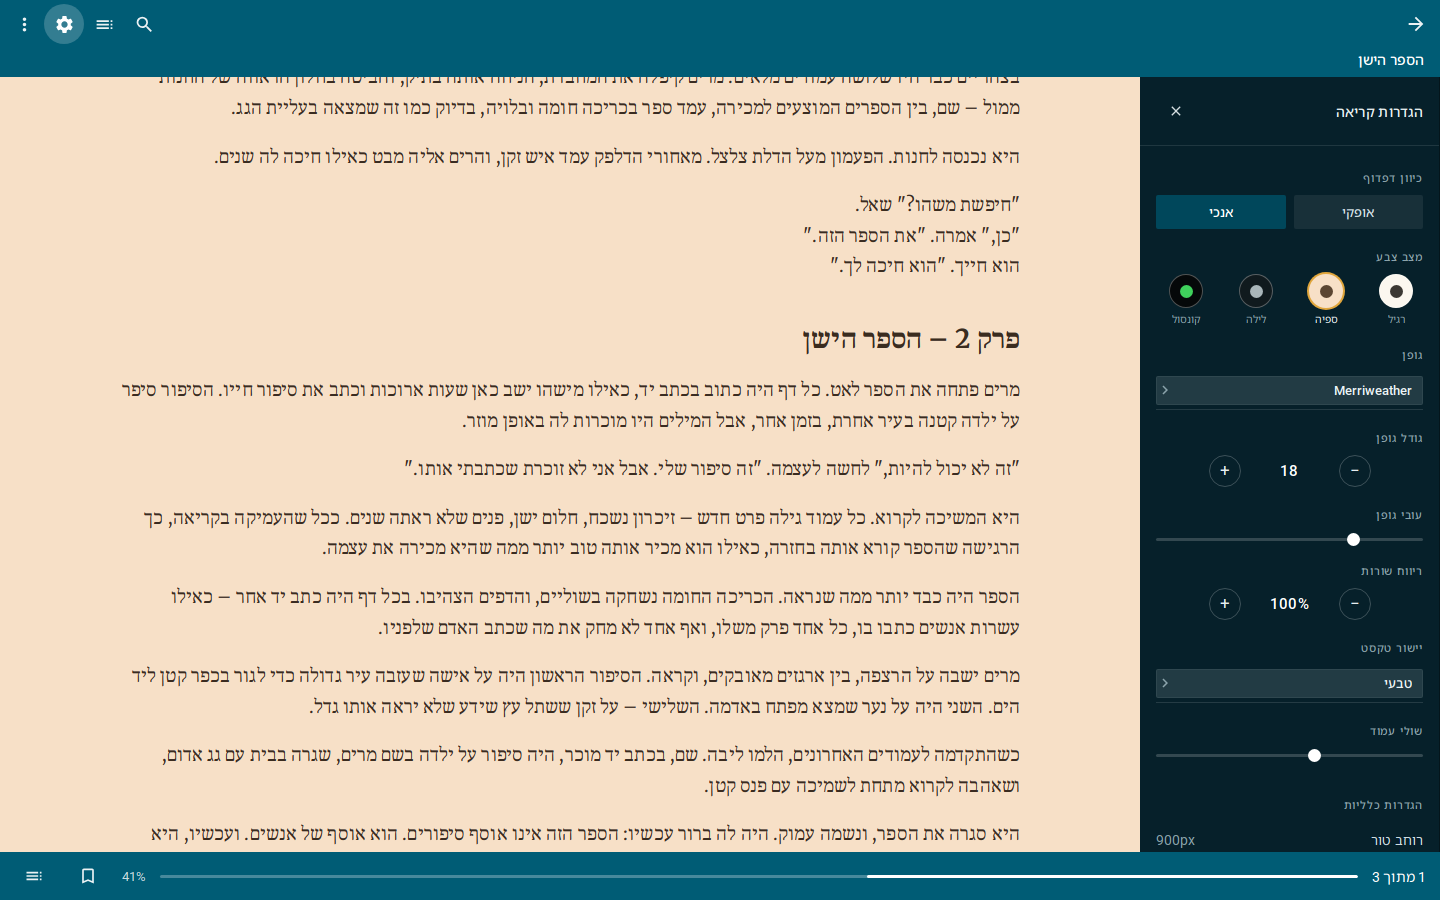 הספר הישן
ממול – שם, בין הספרים המוצעים למכירה, עמד ספר בכריכה חומה ובלויה, בדיוק כמו זה שמצאה בעליית הגג.
היא נכנסה לחנות. הפעמון מעל הדלת צלצל. מאחורי הדלפק עמד איש זקן, והרים אליה מבט כאילו חיכה לה שנים.
"חיפשת משהו?" שאל.
"כן," אמרה. "את הספר הזה."
הוא חייך. "הוא חיכה לך."
פרק 2 – הספר הישן
מרים פתחה את הספר לאט. כל דף היה כתוב בכתב יד, כאילו מישהו ישב כאן שעות ארוכות וכתב את סיפור חייו. הסיפור סיפר
על ילדה קטנה בעיר אחרת, בזמן אחר, אבל המילים היו מוכרות לה באופן מוזר.
"זה לא יכול להיות," לחשה לעצמה. "זה סיפור שלי. אבל אני לא זוכרת שכתבתי אותו."
היא המשיכה לקרוא. כל עמוד גילה פרט חדש – זיכרון נשכח, חלום ישן, פנים שלא ראתה שנים. ככל שהעמיקה בקריאה, כך
הרגישה שהספר קורא אותה בחזרה, כאילו הוא מכיר אותה טוב יותר ממה שהיא מכירה את עצמה.
הספר היה כבד יותר ממה שנראה. הכריכה החומה נשחקה בשוליים, והדפים הצהיבו. בכל דף היה כתב יד אחר – כאילו
עשרות אנשים כתבו בו, כל אחד פרק משלו, ואף אחד לא מחק את מה שכתב האדם שלפניו.
מרים ישבה על הרצפה, בין ארגזים מאובקים, וקראה. הסיפור הראשון היה על אישה שעזבה עיר גדולה כדי לגור בכפר קטן ליד
הים. השני היה על נער שמצא מפתח באדמה. השלישי – על זקן ששתל עץ שידע שלא יראה אותו גדל.
כשהתקדמה לעמודים האחרונים, הלמו ליבה. שם, בכתב יד מוכר, היה סיפור על ילדה בשם מרים, שגרה בבית עם גג אדום,
ושאהבה לקרוא מתחת לשמיכה עם פנס קטן.
היא סגרה את הספר, ונשמה עמוק. היה לה ברור עכשיו: הספר הזה אינו אוסף סיפורים. הוא אוסף של אנשים. ועכשיו, היא
הגדרות קריאה
כיוון דפדוף
אופקי
אנכי
מצב צבע
רגיל
ספיה
לילה
קונסול
גופן
Merriweather
גודל גופן
− 18 +
עובי גופן
ריווח שורות
− 100% +
יישור טקסט
טבעי
שולי עמוד
הגדרות כלליות
רוחב טור 900px
1 מתוך 3
41%